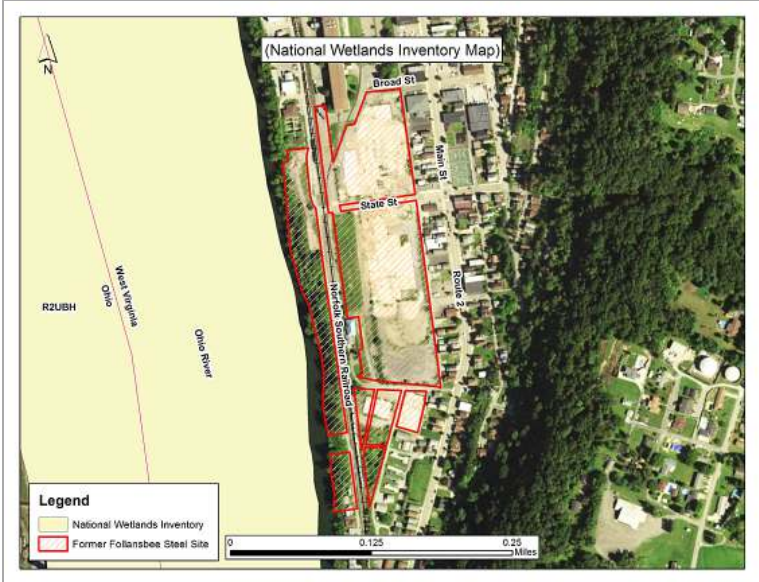 (National Wetlands Inventory Map)
N
Broad St
Main St
State St
Route 2
Norfolk Southern Railroad
West Virginia
Ohio
R2UBH
Ohio River
Legend
National Wetlands Inventory
Former Follansbee Steel Site
0 0.125 0.25
Miles